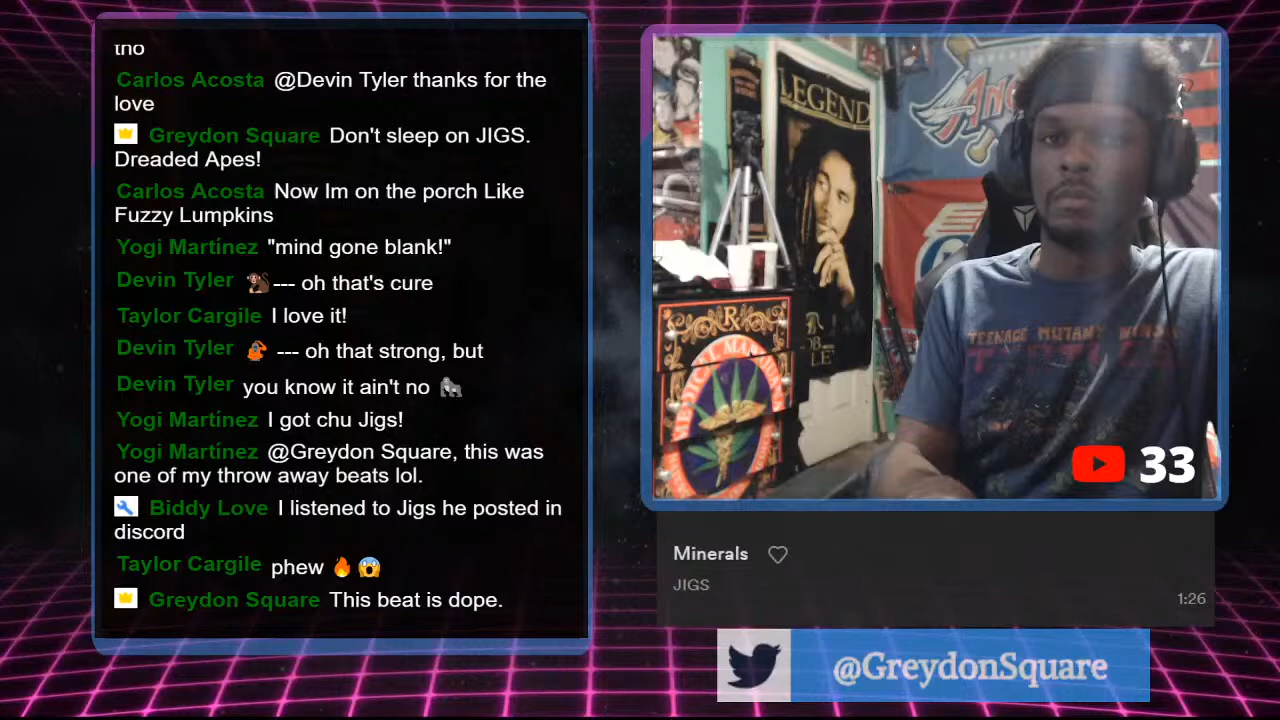 tho
Carlos Acosta @Devin Tyler thanks for the
love
Greydon Square Don't sleep on JIGS.
Dreaded Apes!
Carlos Acosta Now Im on the porch Like
Fuzzy Lumpkins
Yogi Martínez "mind gone blank!"
Devin Tyler 🐒--- oh that's cure
Taylor Cargile I love it!
Devin Tyler 🦧 --- oh that strong, but
Devin Tyler you know it ain't no 🦍
Yogi Martínez I got chu Jigs!
Yogi Martínez @Greydon Square, this was
one of my throw away beats lol.
Biddy Love I listened to Jigs he posted in
discord
Taylor Cargile phew 🔥😱
Greydon Square This beat is dope.
LEGEND
TEENAGE MUTANT NINJA
MEDICAL
33
Minerals
JIGS
1:26
@GreydonSquare